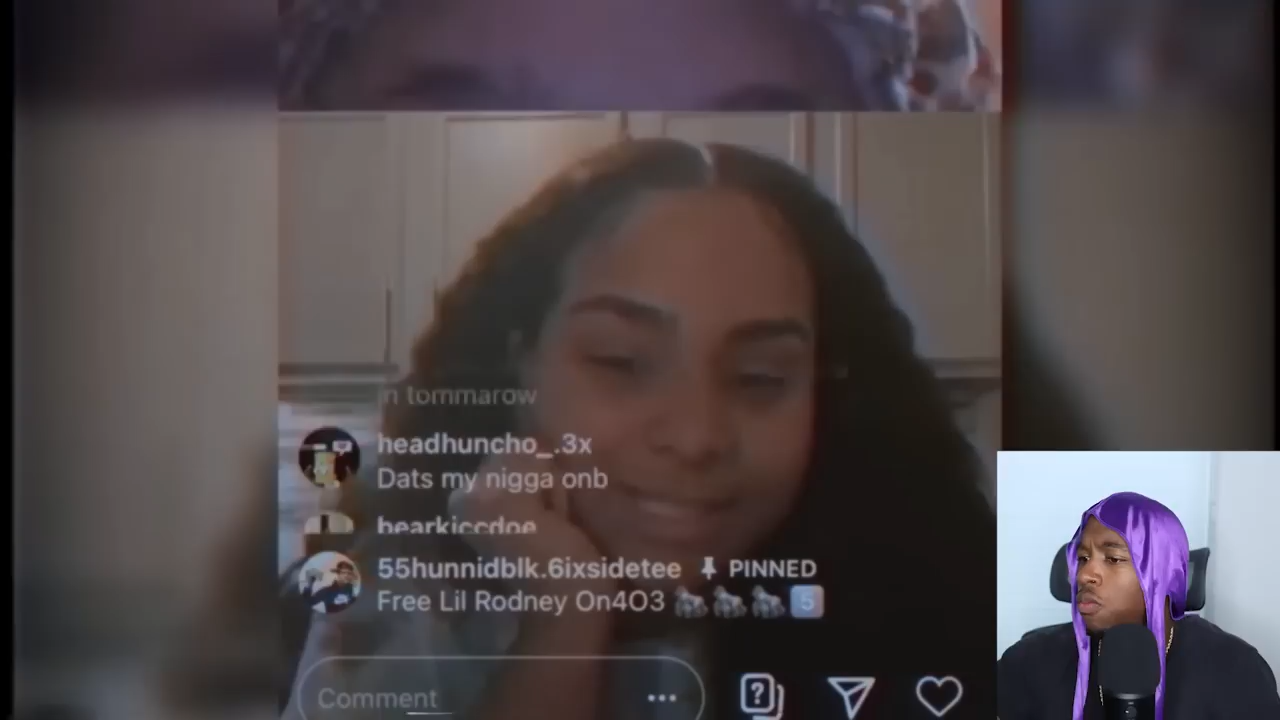 n tommarow
headhuncho_.3x
Dats my nigga onb
bearkiccdoe
55hunnidblk.6ixsidetee PINNED
Free Lil Rodney On4O3 🦍🦍🦍5️⃣
Comment